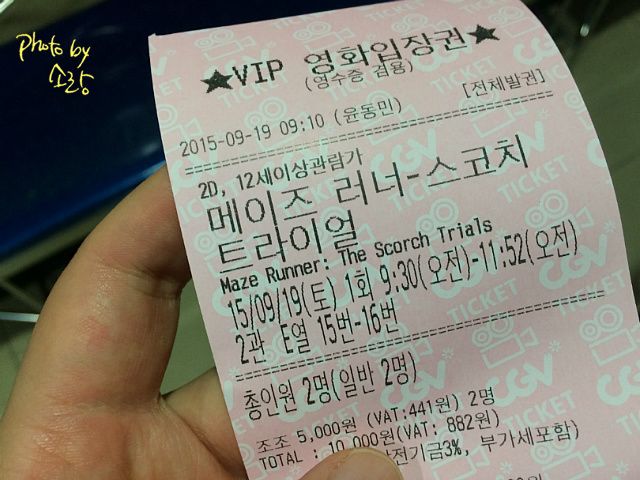 Photo by
소랑
★VIP 영화입장권★
(영수증 겸용)
[전체발권]
2015-09-19 09:10 (윤동민)
2D, 12세이상관람가
메이즈 러너-스코치
트라이얼
Maze Runner: The Scorch Trials
15/09/19(토) 1회 9:30(오전)-11:52(오전)
2관 E열 15번-16번
총인원 2명(일반 2명)
조조 5,000원 (VAT:441원) 2명
TOTAL : 10,000원(VAT: 882원)
전기금3%, 부가세포함)
CGV
TICKET